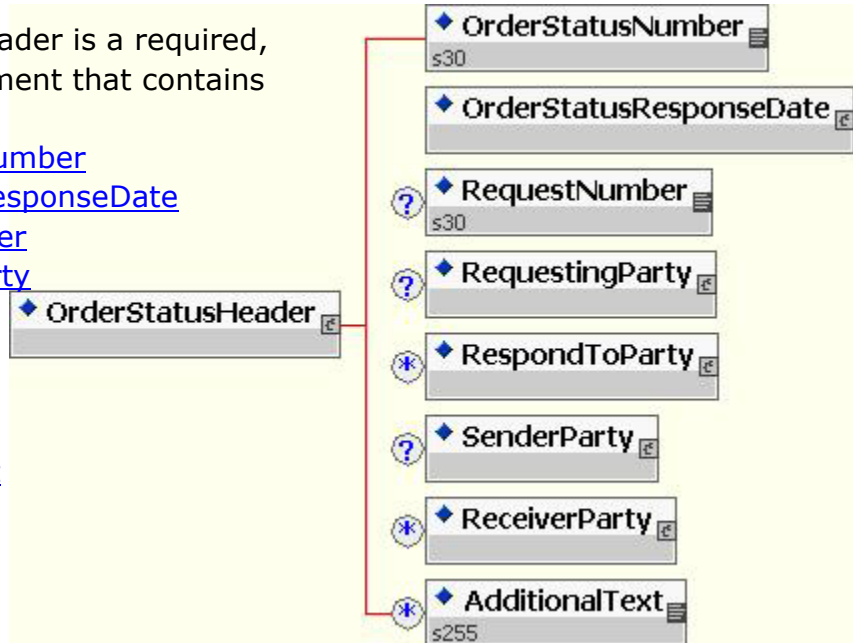 ader is a required,
ment that contains
umber
esponseDate
er
rty
OrderStatusHeader
OrderStatusNumber
s30
OrderStatusResponseDate
RequestNumber
s30
RequestingParty
RespondToParty
SenderParty
ReceiverParty
AdditionalText
s255